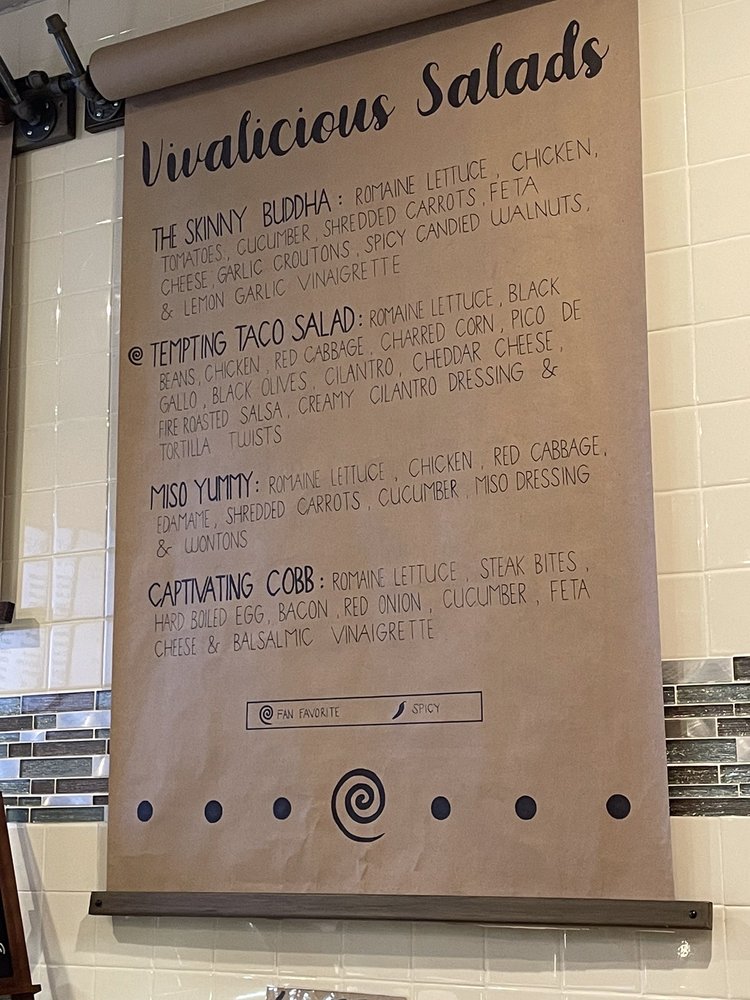 Vivalicious Salads
THE SKINNY BUDDHA: ROMAINE LETTUCE, CHICKEN,
TOMATOES, CUCUMBER, SHREDDED CARROTS, FETA
CHEESE, GARLIC CROUTONS, SPICY CANDIED WALNUTS,
& LEMON GARLIC VINAIGRETTE
TEMPTING TACO SALAD: ROMAINE LETTUCE, BLACK
BEANS, CHICKEN, RED CABBAGE, CHARRED CORN, PICO DE
GALLO, BLACK OLIVES, CILANTRO, CHEDDAR CHEESE,
FIRE ROASTED SALSA, CREAMY CILANTRO DRESSING &
TORTILLA TWISTS
MISO YUMMY: ROMAINE LETTUCE, CHICKEN, RED CABBAGE,
EDAMAME, SHREDDED CARROTS, CUCUMBER, MISO DRESSING
& WONTONS
CAPTIVATING COBB: ROMAINE LETTUCE, STEAK BITES,
HARD BOILED EGG, BACON, RED ONION, CUCUMBER, FETA
CHEESE & BALSALMIC VINAIGRETTE
FAN FAVORITE SPICY